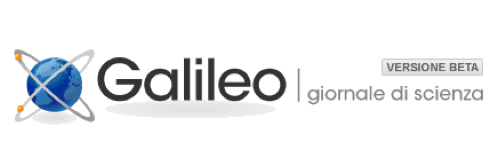 VERSIONE BETA
Galileo
giornale di scienza